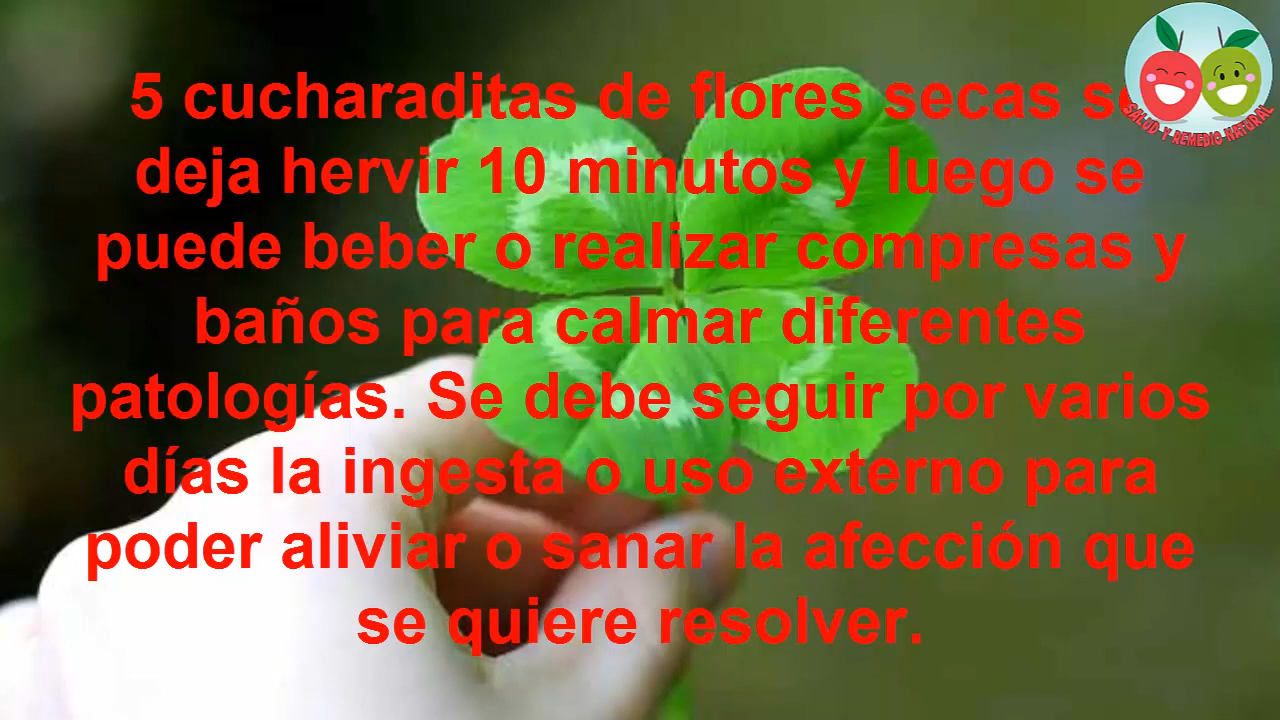 5 cucharaditas de flores secas se
deja hervir 10 minutos y luego se
puede beber o realizar compresas y
baños para calmar diferentes
patologías. Se debe seguir por varios
días la ingesta o uso externo para
poder aliviar o sanar la afección que
se quiere resolver.
SALUD Y REMEDIO NATURAL